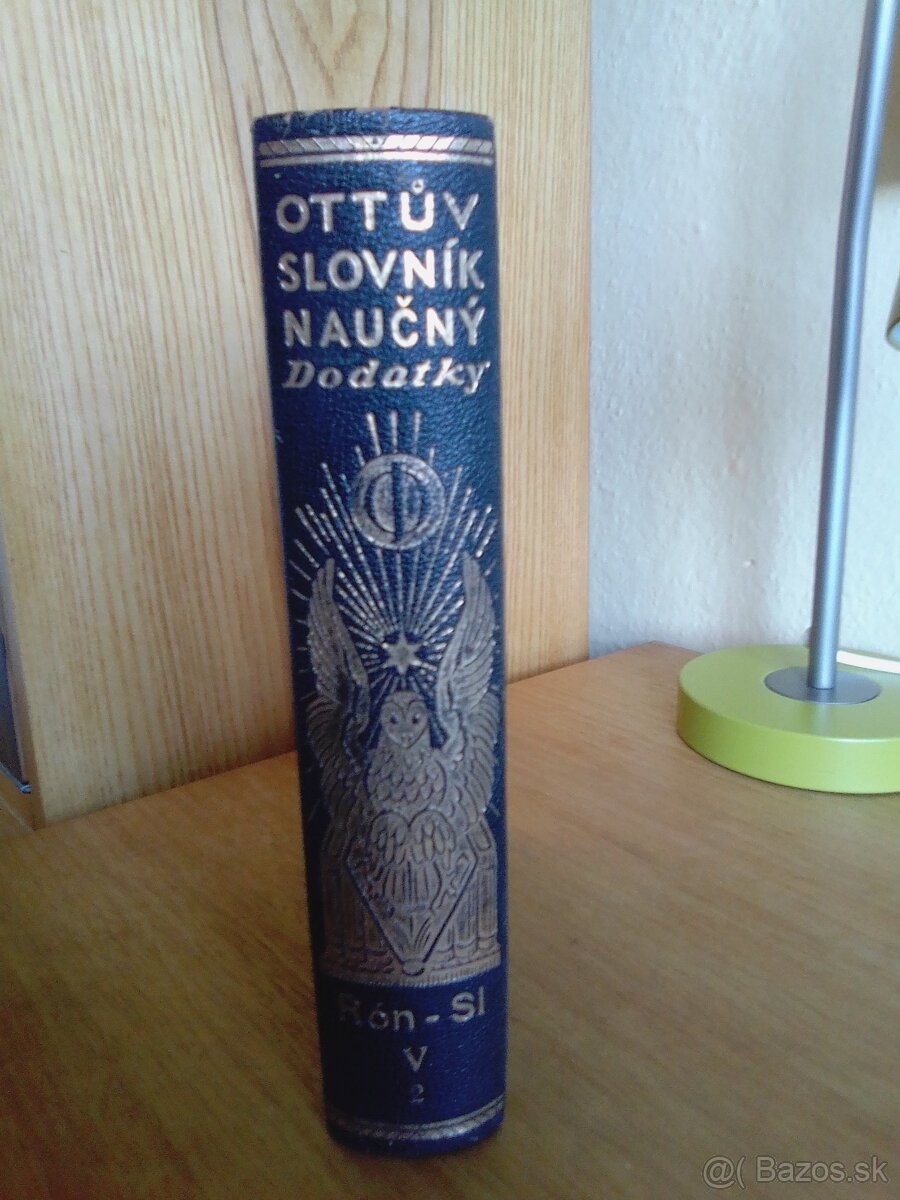 OTTŮV
SLOVNÍK
NAUČNÝ
Dodatky
Rón - Sl
V
2
@( Bazos.sk